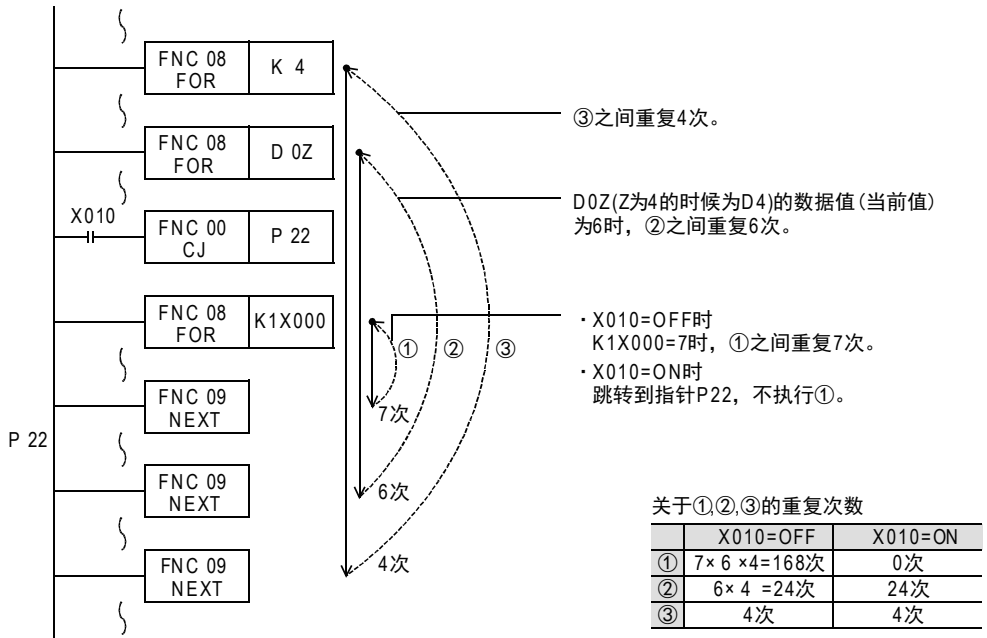 FNC 08
FOR
K 4
③之间重复4次。
FNC 08
FOR
D 0Z
D0Z(Z为4的时候为D4)的数据值(当前值)
为6时，②之间重复6次。
X010
FNC 00
CJ
P 22
FNC 08
FOR
K1X000
① ② ③
·X010=OFF时
K1X000=7时，①之间重复7次。
·X010=ON时
跳转到指针P22，不执行①。
FNC 09
NEXT
7次
P 22
FNC 09
NEXT
6次
FNC 09
NEXT
4次
关于①,②,③的重复次数
X010=OFF X010=ON
① 7×6×4=168次 0次
② 6×4 =24次 24次
③ 4次 4次